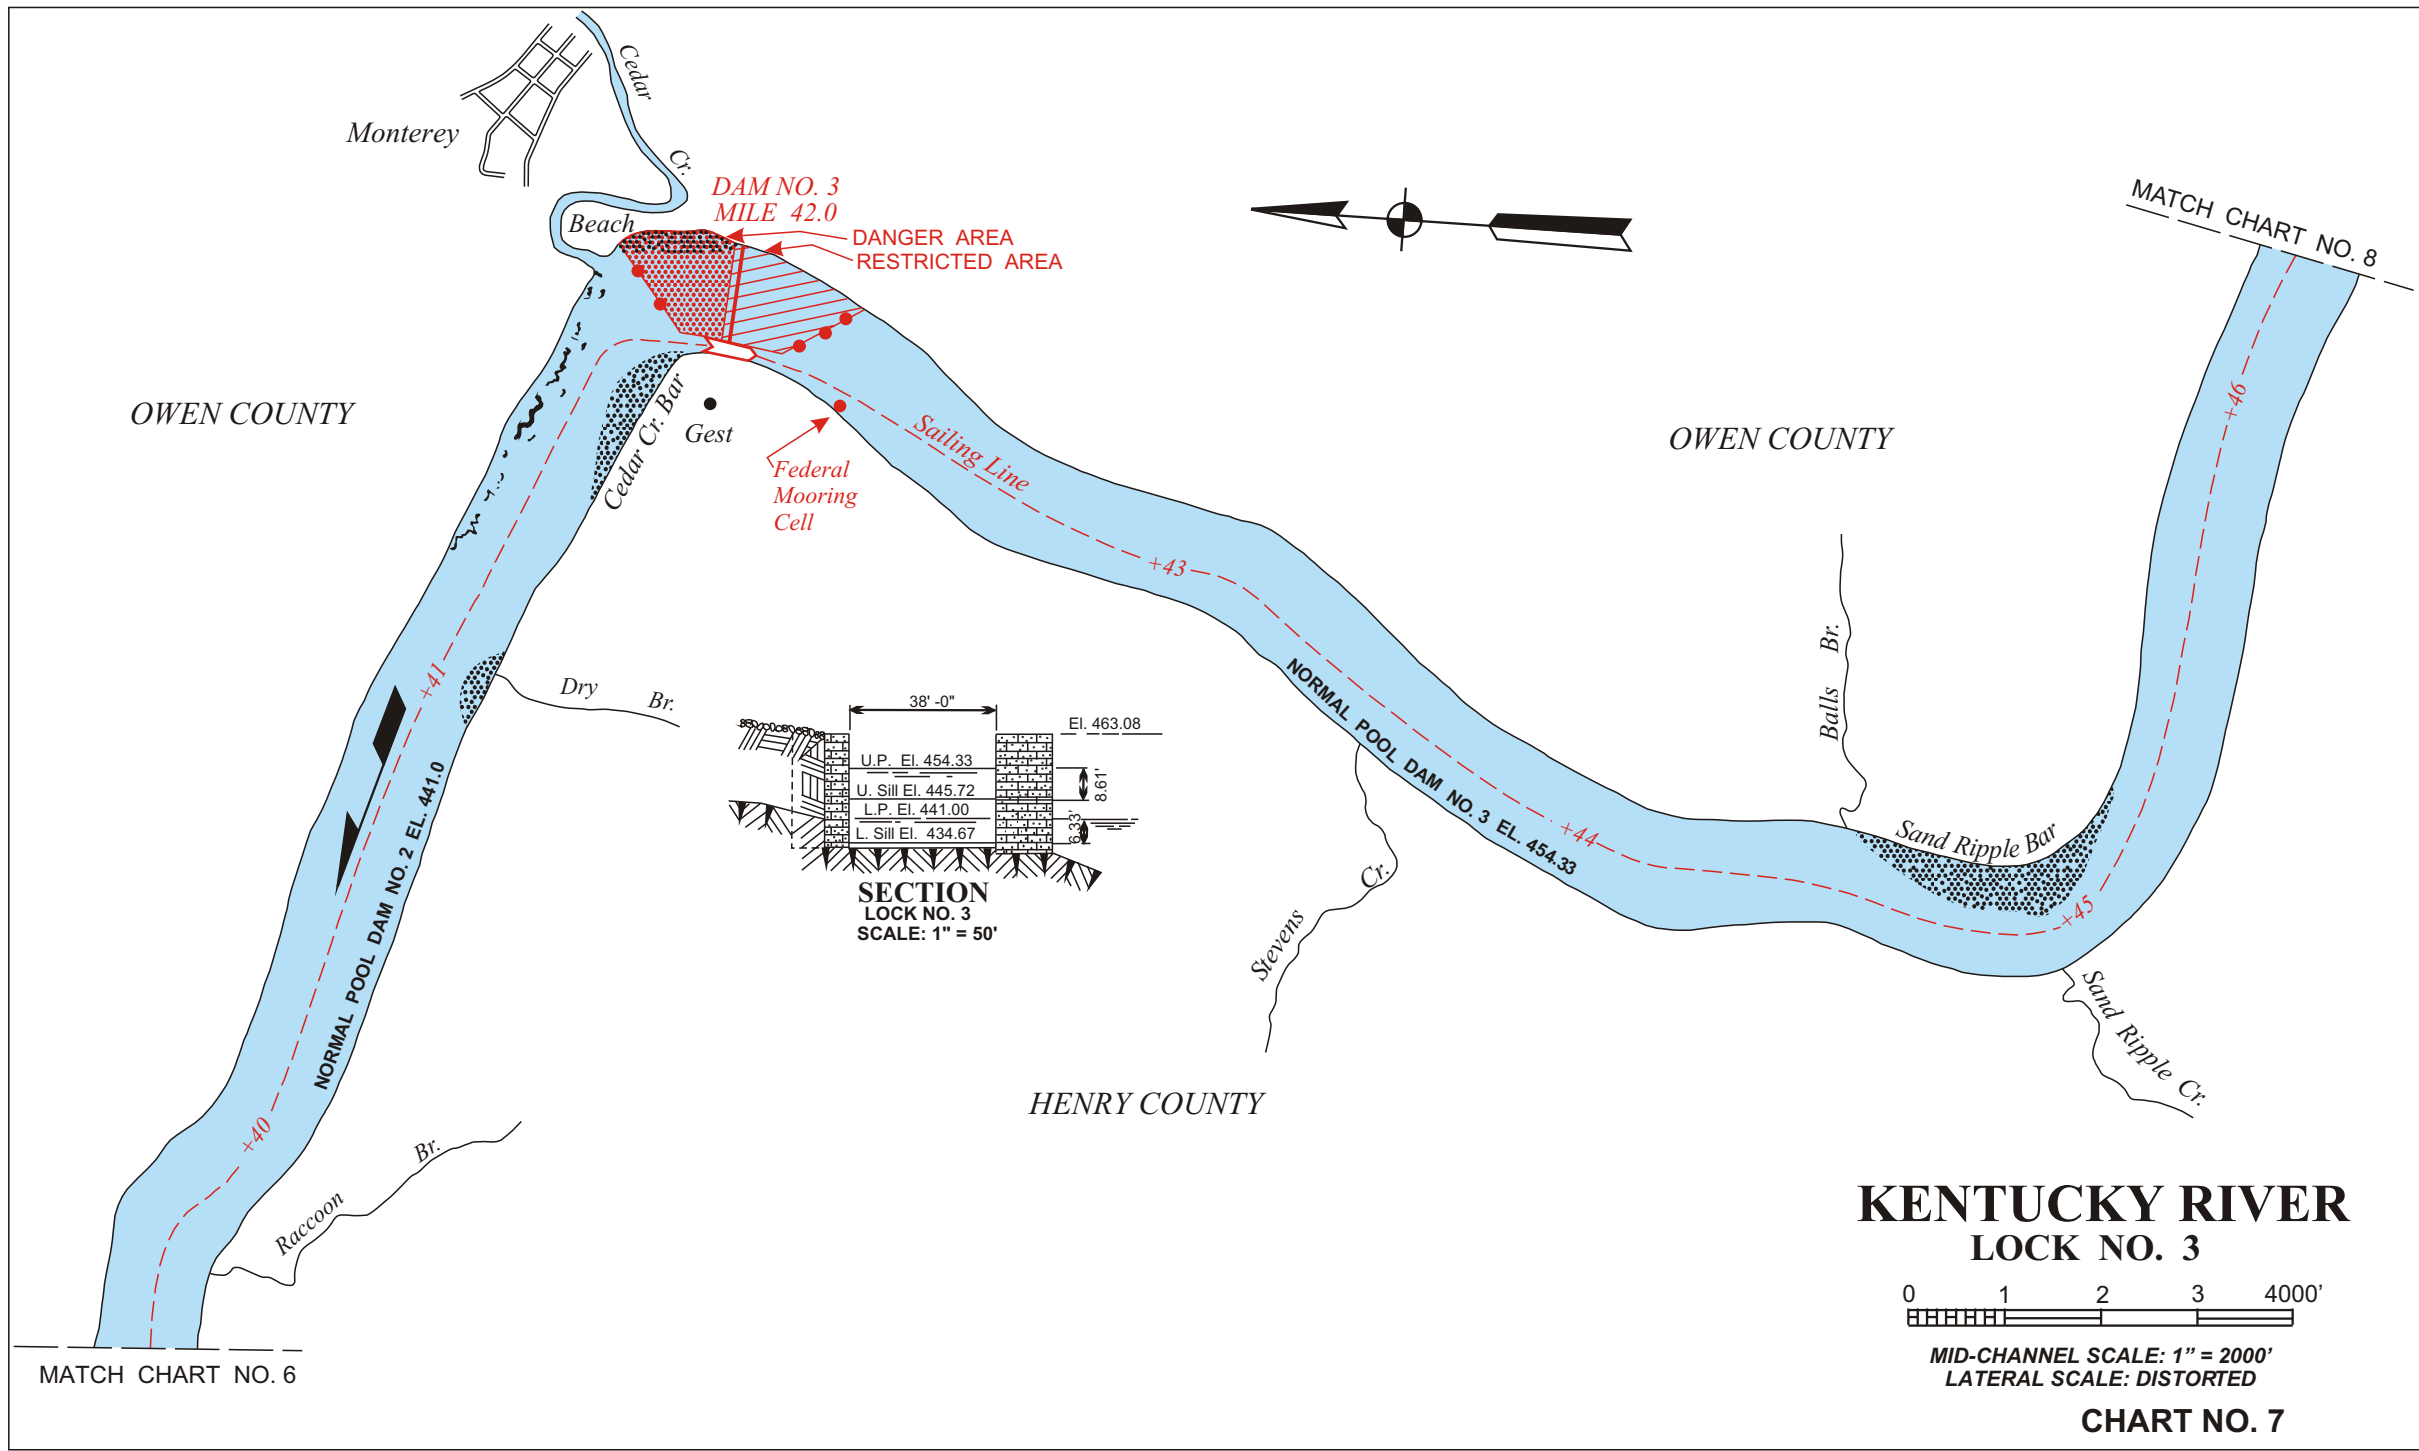 Cedar
Cr.
Monterey
Beach
DAM NO. 3
MILE 42.0
DANGER AREA
RESTRICTED AREA
MATCH CHART NO. 8
OWEN COUNTY
Cedar Cr. Bar
Gest
Federal
Mooring
Cell
Sailing Line
OWEN COUNTY
+46
+43
+41
Dry Br.
Balls Br.
NORMAL POOL DAM NO. 2 EL. 441.0
NORMAL POOL DAM NO. 3 EL. 454.33
38' -0"
El. 463.08
U.P. El. 454.33
U. Sill El. 445.72
L.P. El. 441.00
L. Sill El. 434.67
8.61'
6.33'
SECTION
LOCK NO. 3
SCALE: 1" = 50'
+44
Sand Ripple Bar
+45
Stevens Cr.
Sand Ripple Cr.
HENRY COUNTY
+40
Raccoon Br.
MATCH CHART NO. 6
KENTUCKY RIVER
LOCK NO. 3
0 1 2 3 4000’
MID-CHANNEL SCALE: 1” = 2000’
LATERAL SCALE: DISTORTED
CHART NO. 7